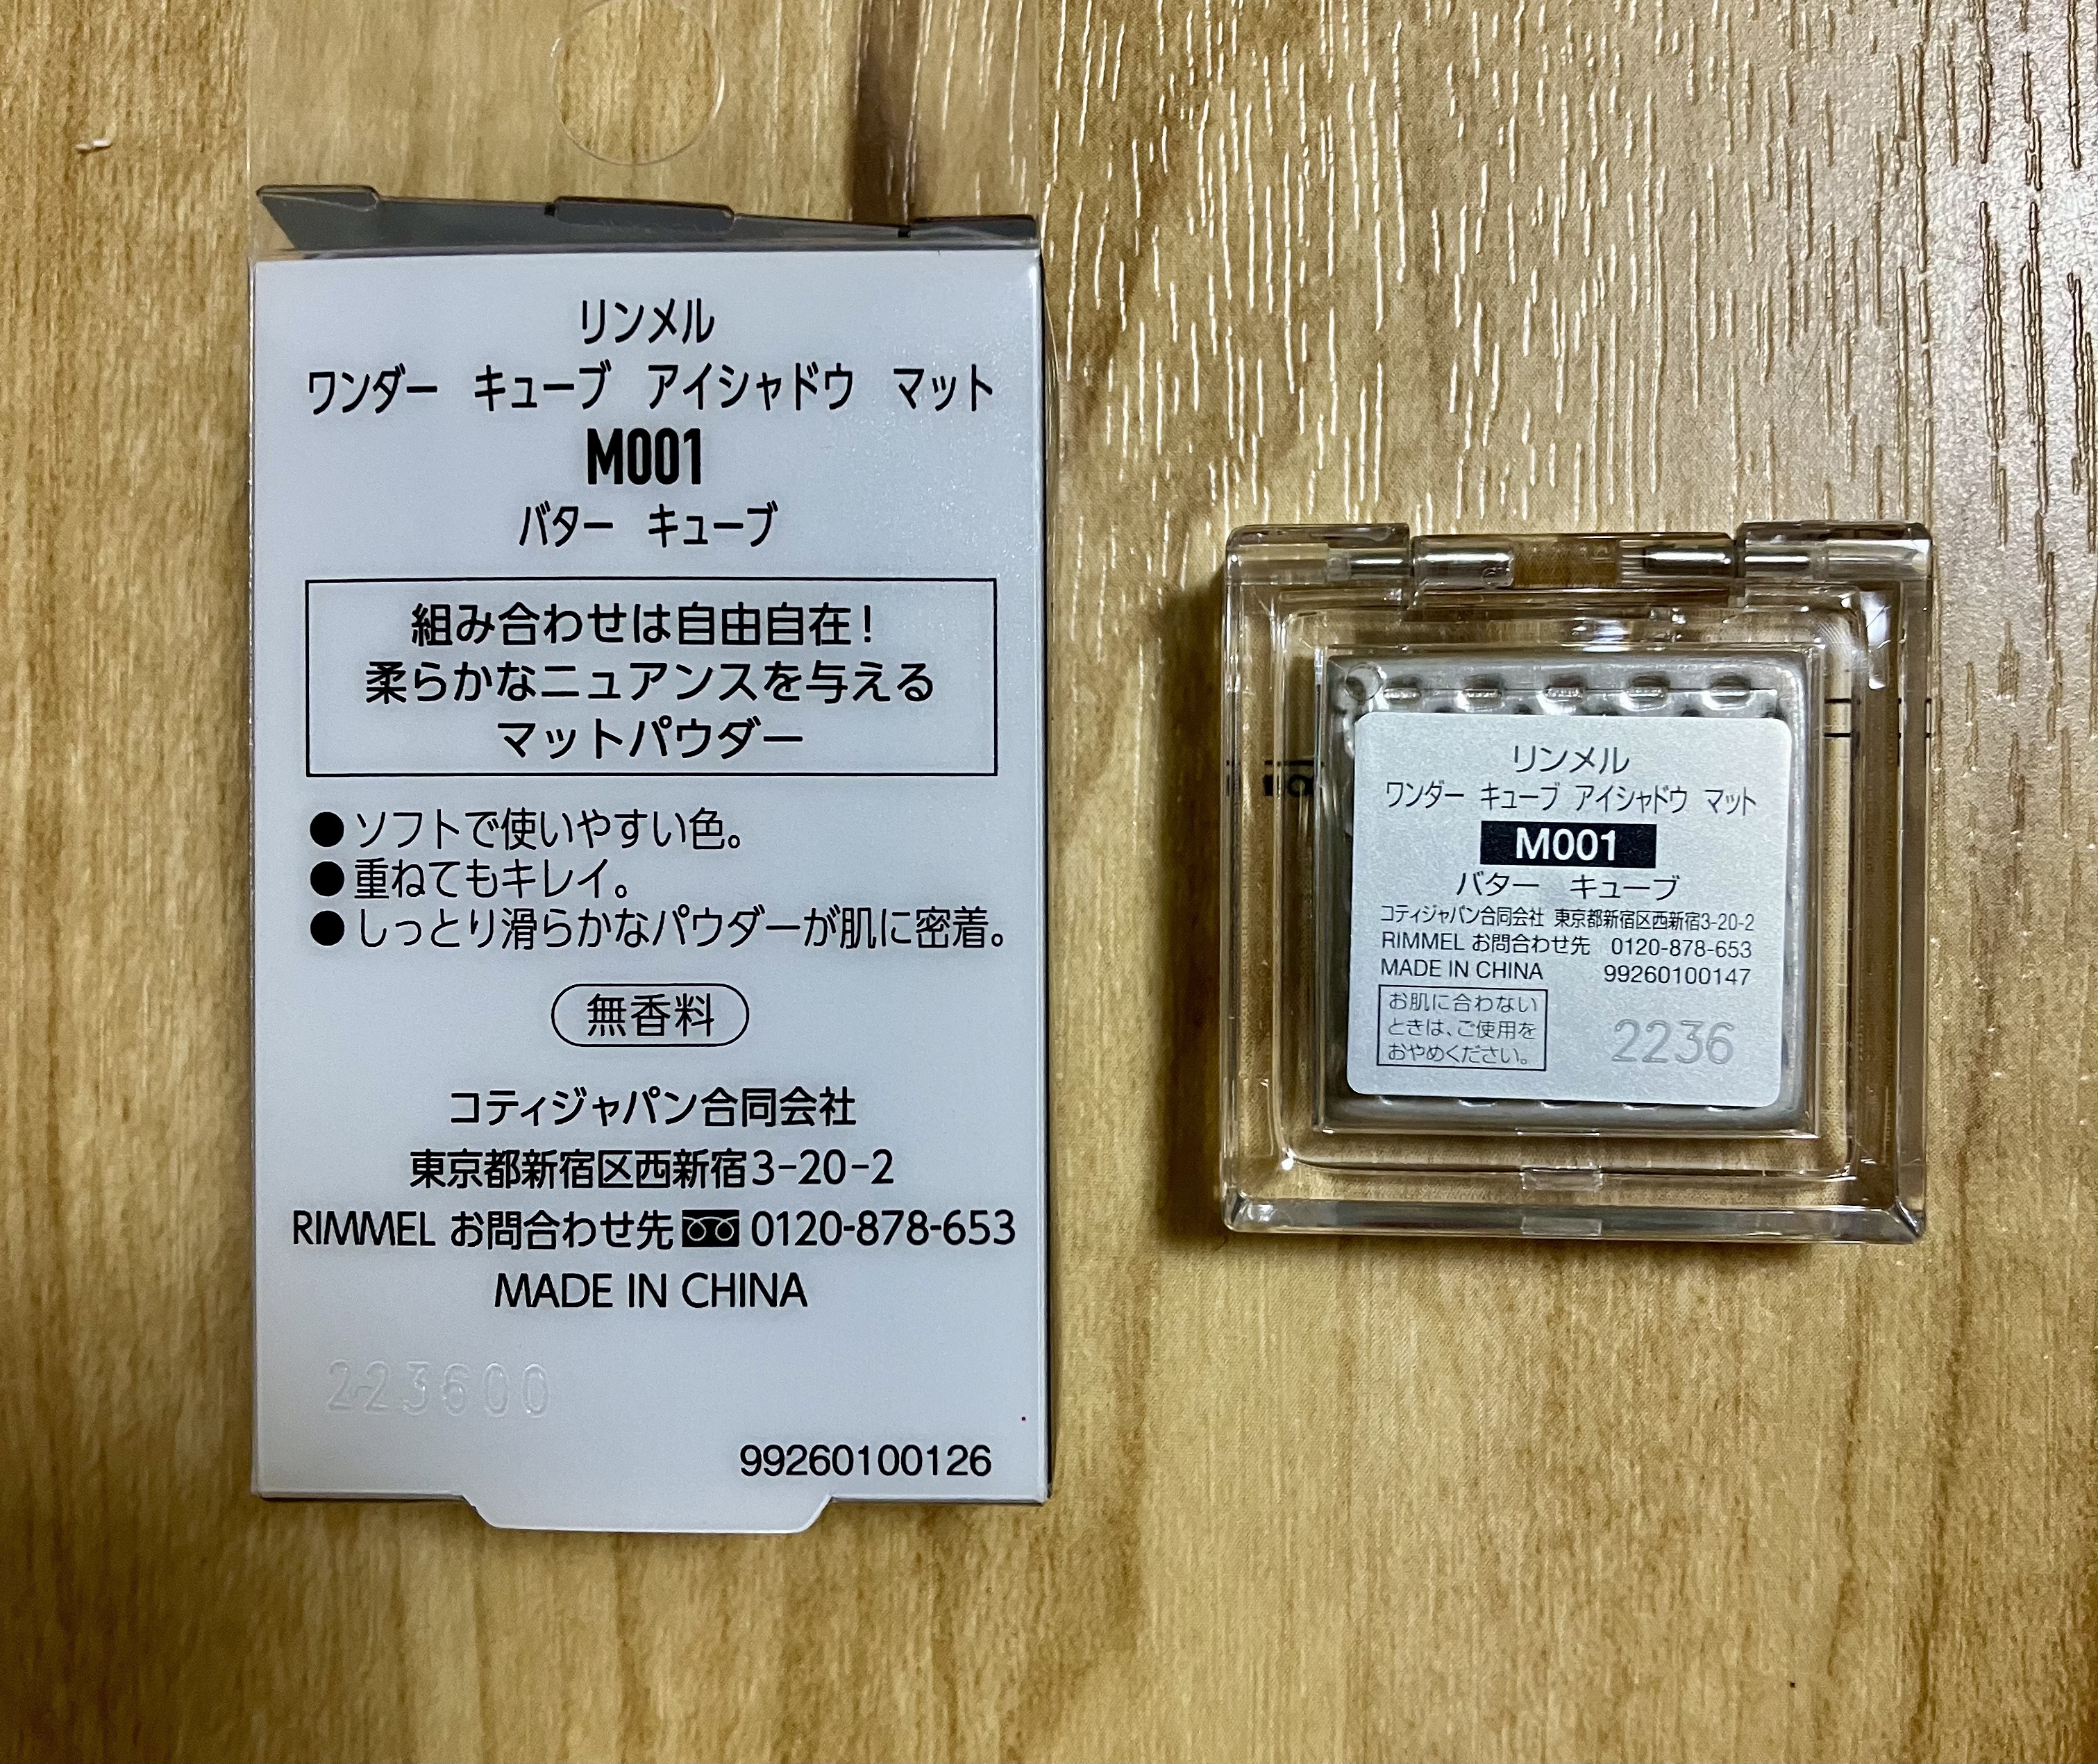 リンメル
ワンダー キューブ アイシャドウ マット
M001
バター キューブ
組み合わせは自由自在！
柔らかなニュアンスを与える
マットパウダー
●ソフトで使いやすい色。
●重ねてもキレイ。
●しっとり滑らかなパウダーが肌に密着。
無香料
コティジャパン合同会社
東京都新宿区西新宿3-20-2
RIMMEL お問合わせ先 0120-878-653
MADE IN CHINA
223600
99260100126
リンメル
ワンダー キューブ アイシャドウ マット
M001
バター キューブ
コティジャパン合同会社 東京都新宿区西新宿3-20-2
RIMMEL お問合わせ先 0120-878-653
MADE IN CHINA 99260100147
お肌に合わない
ときは、ご使用を
おやめください。
2236